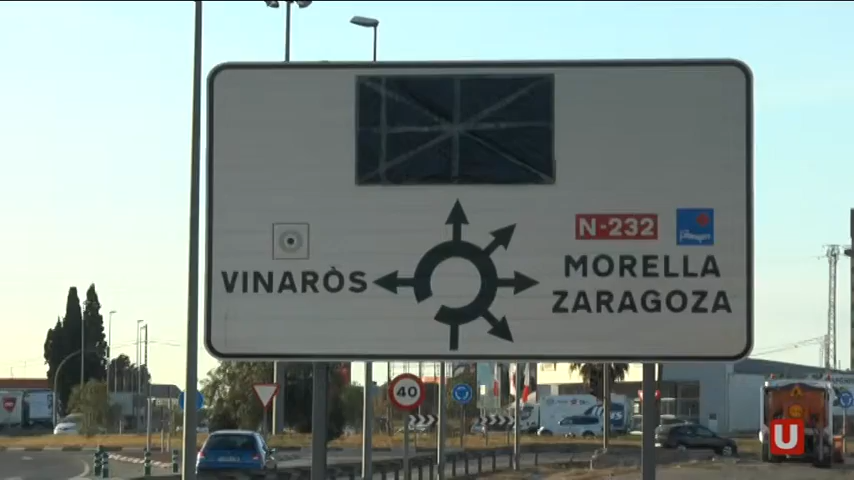 N-232
VINARÒS
MORELLA
ZARAGOZA
40
U